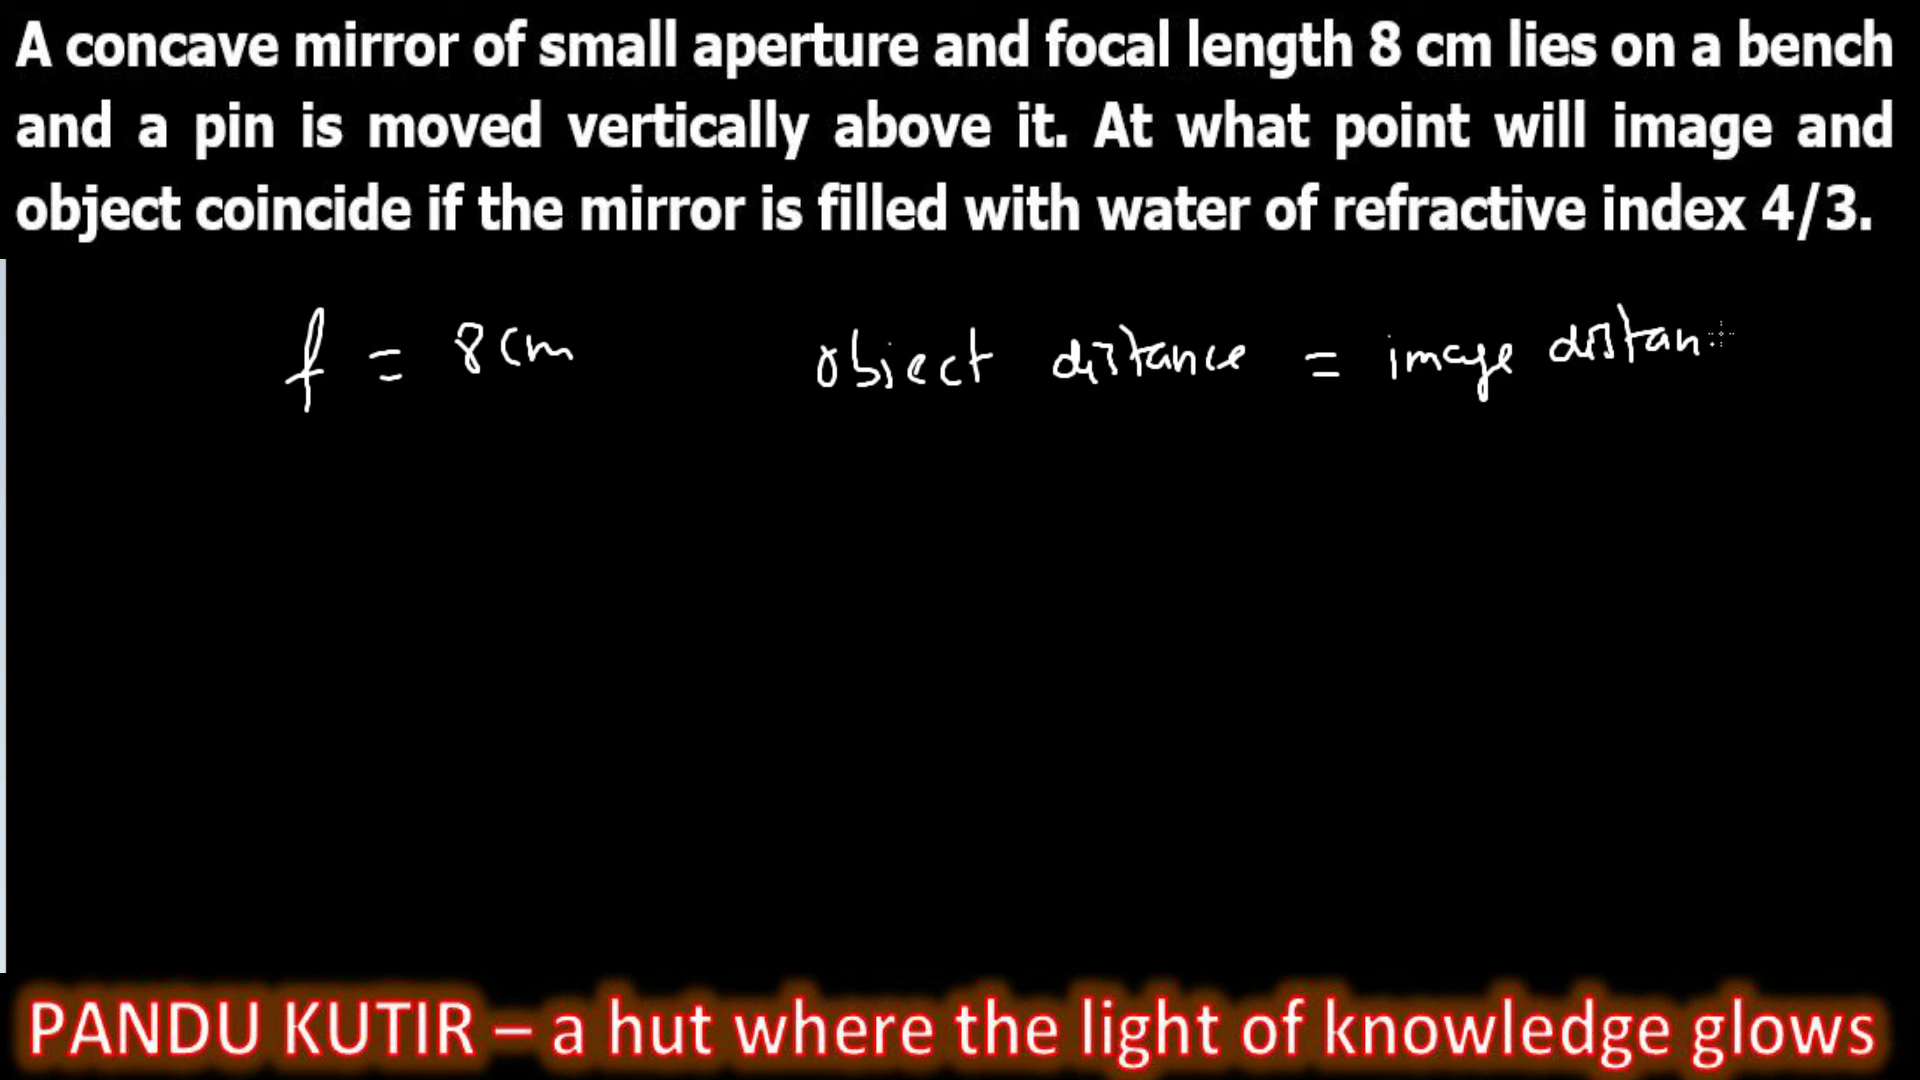 A concave mirror of small aperture and focal length 8 cm lies on a bench
and a pin is moved vertically above it. At what point will image and
object coincide if the mirror is filled with water of refractive index 4/3.
f = 8 cm object distance = image distan
PANDU KUTIR – a hut where the light of knowledge glows